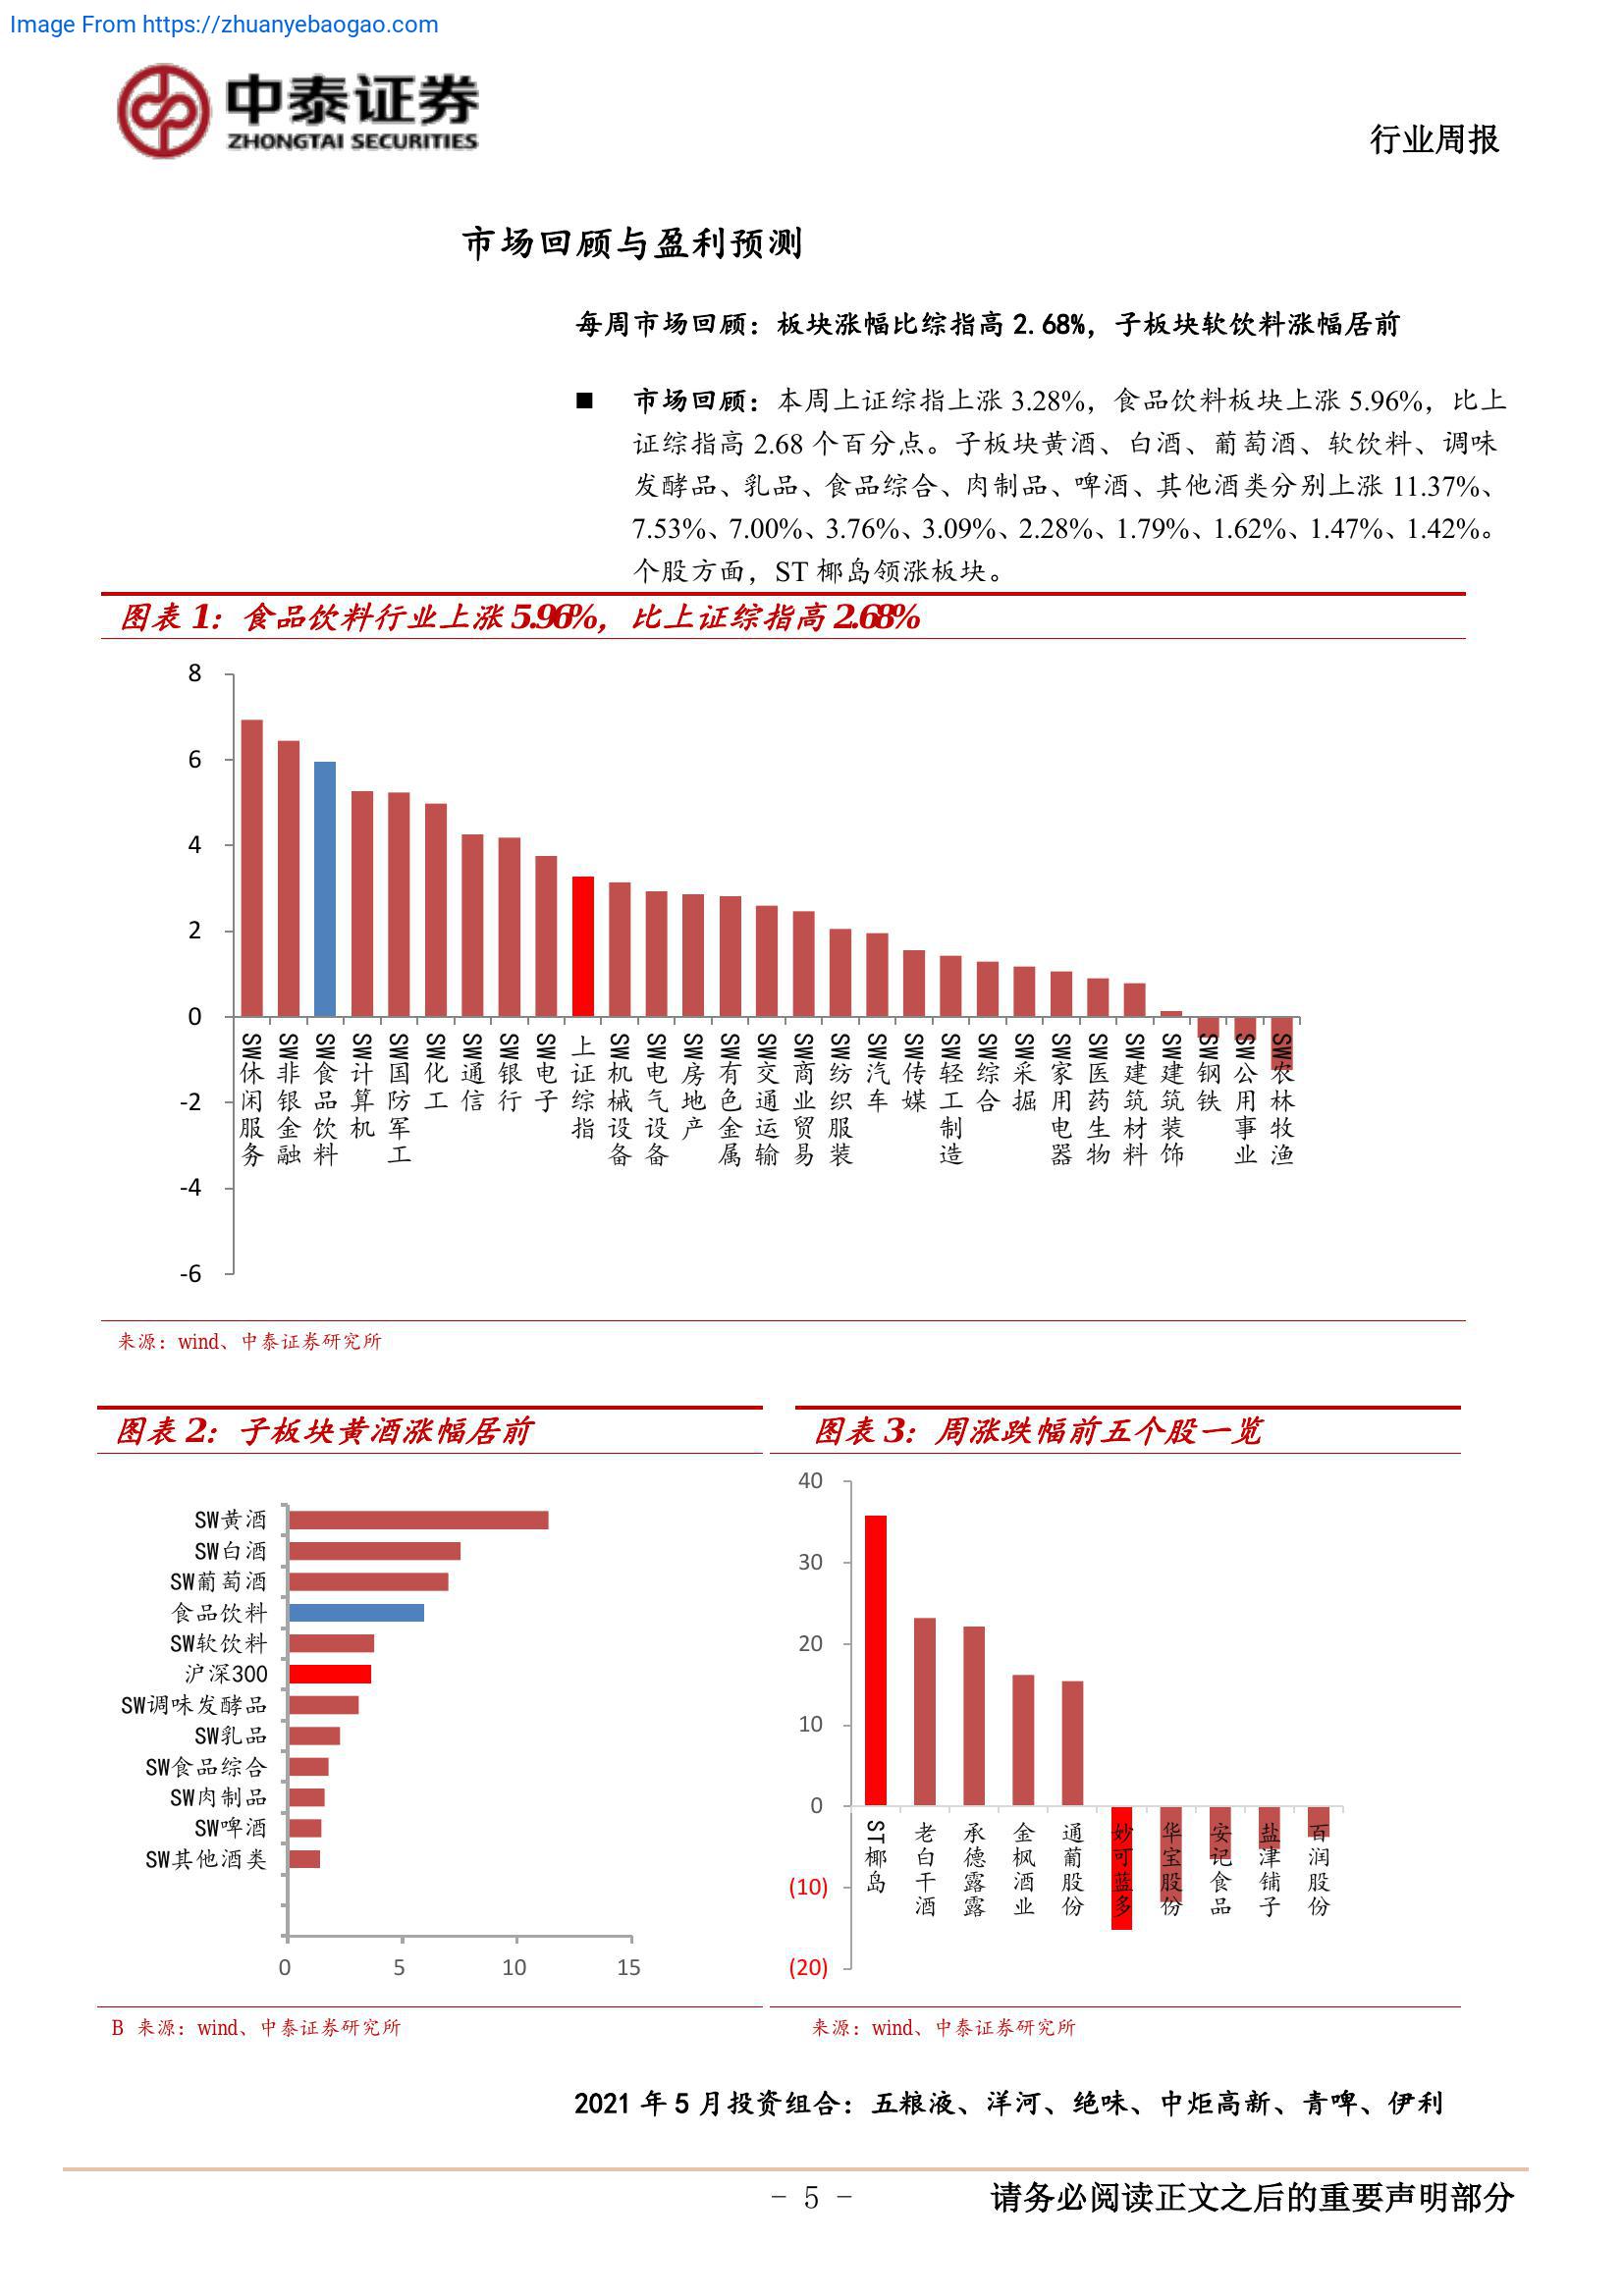 Image From https://zhuanyebaogao.com
中泰证券
ZHONGTAI SECURITIES
行业周报
市场回顾与盈利预测
每周市场回顾：板块涨幅比综指高 2.68%，子板块软饮料涨幅居前
■ 市场回顾：本周上证综指上涨 3.28%，食品饮料板块上涨 5.96%，比上
证综指高 2.68 个百分点。子板块黄酒、白酒、葡萄酒、软饮料、调味
发酵品、乳品、食品综合、肉制品、啤酒、其他酒类分别上涨 11.37%、
7.53%、7.00%、3.76%、3.09%、2.28%、1.79%、1.62%、1.47%、1.42%。
个股方面，ST 椰岛领涨板块。
图表 1：食品饮料行业上涨 5.96%，比上证综指高 2.68%
8
6
4
2
0
-2
-4
-6
SW休闲服务
SW非银金融
SW食品饮料
SW计算机
SW国防军工
SW化工
SW通信
SW银行
SW电子
上证综指
SW机械设备
SW电气设备
SW房地产
SW有色金属
SW交通运输
SW商业贸易
SW纺织服装
SW汽车
SW传媒
SW轻工制造
SW综合
SW采掘
SW家用电器
SW医药生物
SW建筑材料
SW建筑装饰
SW钢铁
SW公用事业
SW农林牧渔
来源：wind、中泰证券研究所
图表 2：子板块黄酒涨幅居前
SW黄酒
SW白酒
SW葡萄酒
食品饮料
SW软饮料
沪深300
SW调味发酵品
SW乳品
SW食品综合
SW肉制品
SW啤酒
SW其他酒类
0 5 10 15
B 来源：wind、中泰证券研究所
图表 3：周涨跌幅前五个股一览
40
30
20
10
0
(10)
(20)
ST椰岛
老白干酒
承德露露
金枫酒业
通葡股份
妙可蓝多
华宝股份
安记食品
盐津铺子
百润股份
来源：wind、中泰证券研究所
2021 年 5 月投资组合：五粮液、洋河、绝味、中炬高新、青啤、伊利
- 5 -
请务必阅读正文之后的重要声明部分